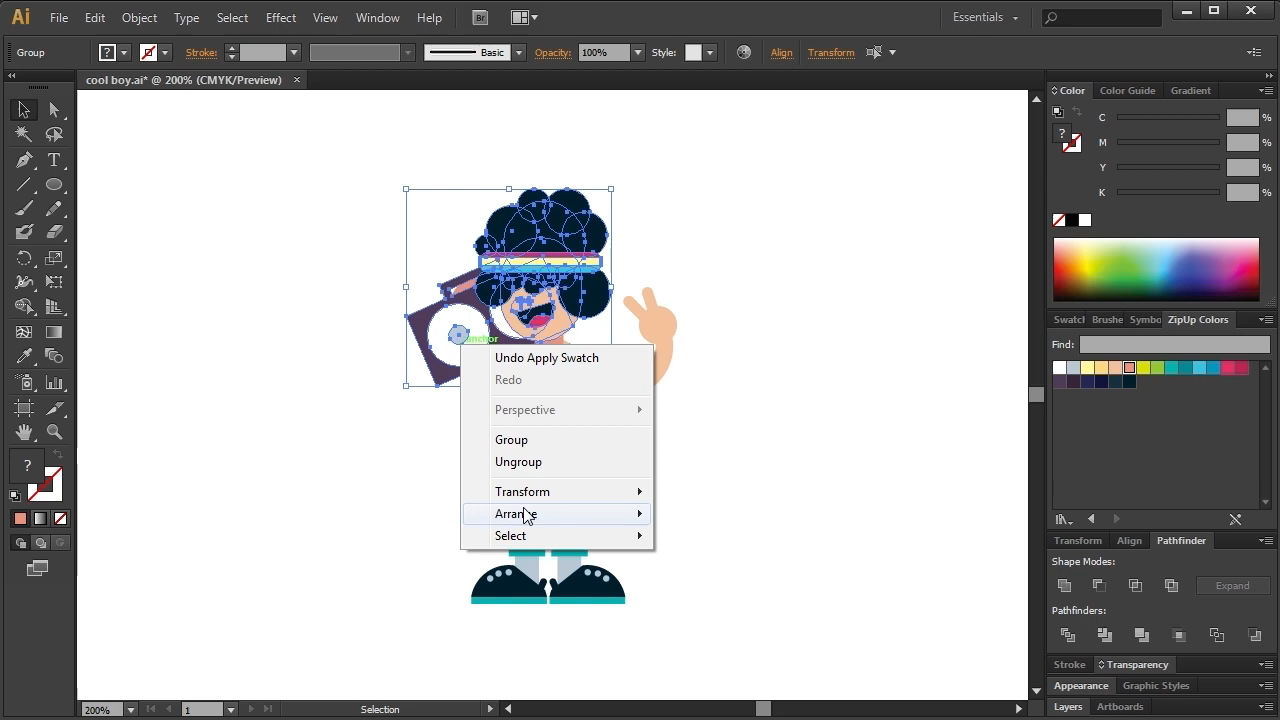 Ai File Edit Object Type Select Effect View Window Help Br Essentials
Group ? Stroke: Basic Opacity: 100% Style: Align Transform
cool boy.ai* @ 200% (CMYK/Preview) ×
Color Color Guide Gradient
C %
M %
? Y %
K %
Swatcl Brushe Symbo ZipUp Colors
Find:
anchor
Undo Apply Swatch
Redo
Perspective
Group
Ungroup
Transform
Arrange
Select
?
Transform Align Pathfinder
Shape Modes:
Expand
Pathfinders:
Stroke Transparency
Appearance Graphic Styles
Layers Artboards
200% 1 Selection